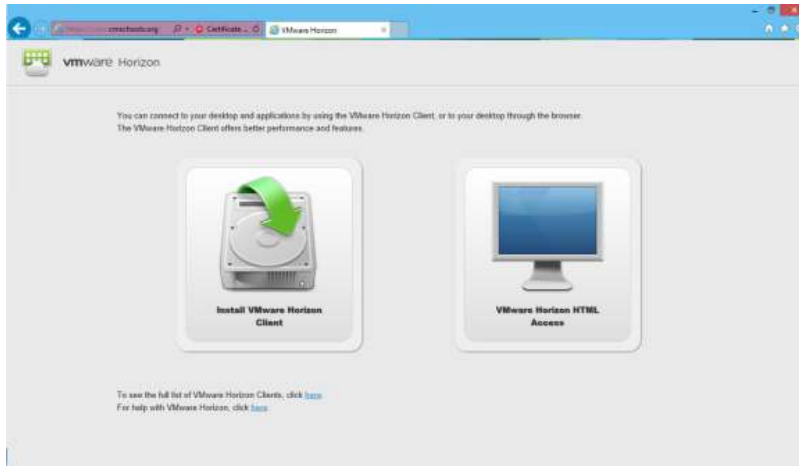 Certificate ...
VMware Horizon
vmware Horizon
You can connect to your desktop and applications by using the VMware Horizon Client, or to your desktop through the browser.
The VMware Horizon Client offers better performance and features.
Install VMware Horizon
Client
VMware Horizon HTML
Access
To see the full list of VMware Horizon Clients, click here.
For help with VMware Horizon, click here.